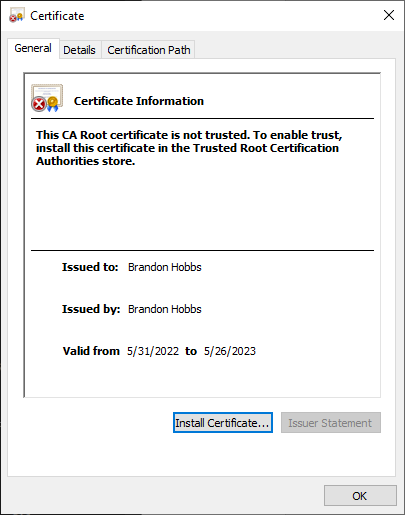 Certificate
General Details Certification Path
Certificate Information
This CA Root certificate is not trusted. To enable trust,
install this certificate in the Trusted Root Certification
Authorities store.
Issued to: Brandon Hobbs
Issued by: Brandon Hobbs
Valid from 5/31/2022 to 5/26/2023
Install Certificate... Issuer Statement
OK